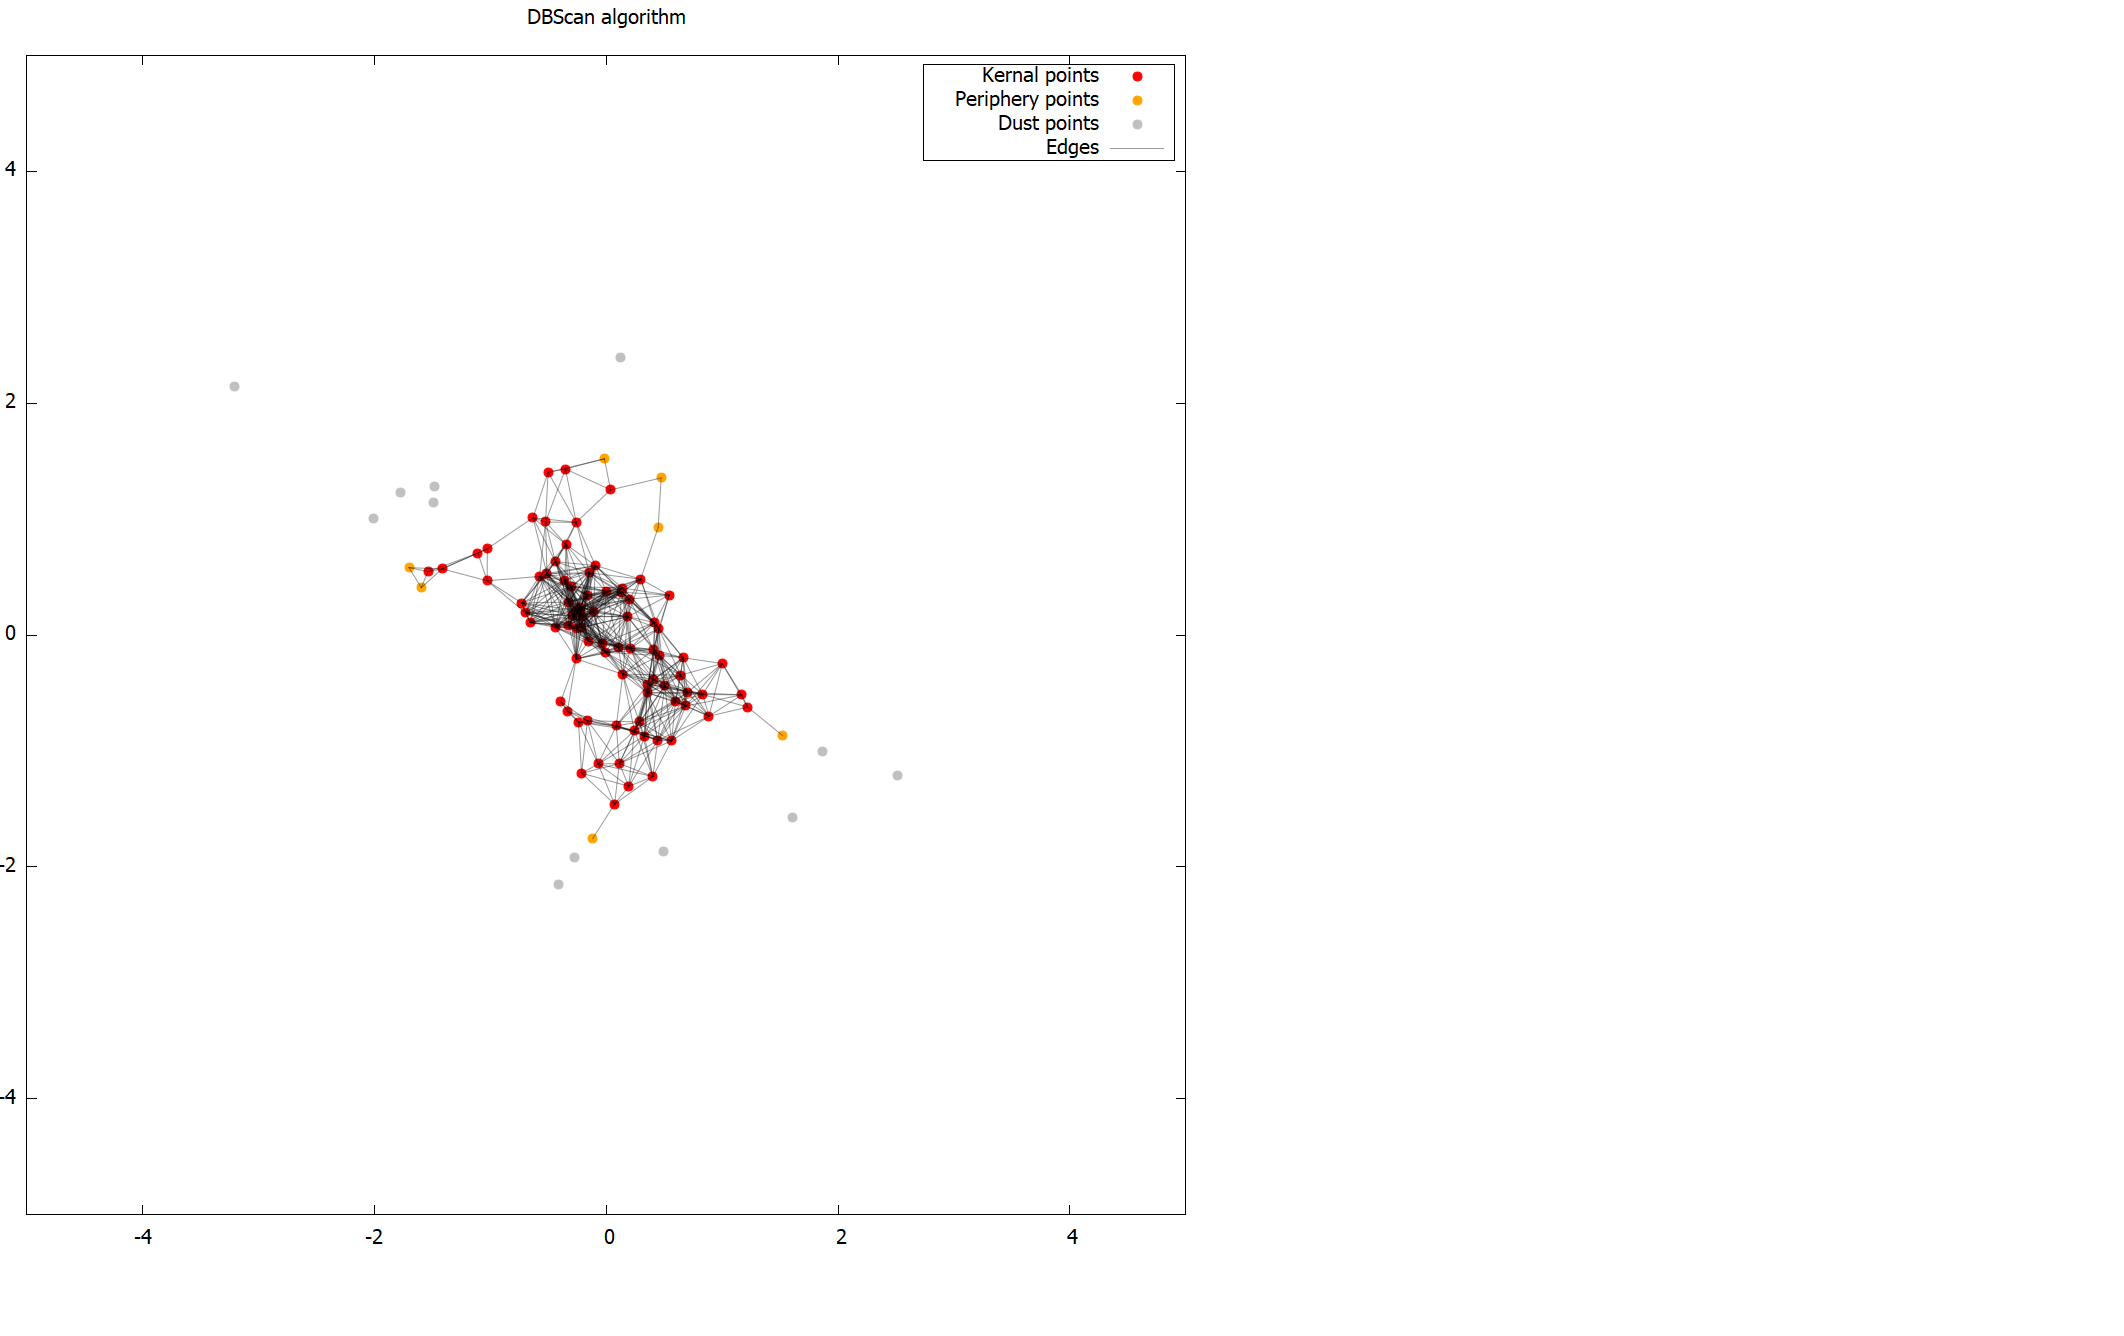 DBScan algorithm
Kernal points
Periphery points
Dust points
Edges
4
2
0
-2
-4
-4
-2
0
2
4